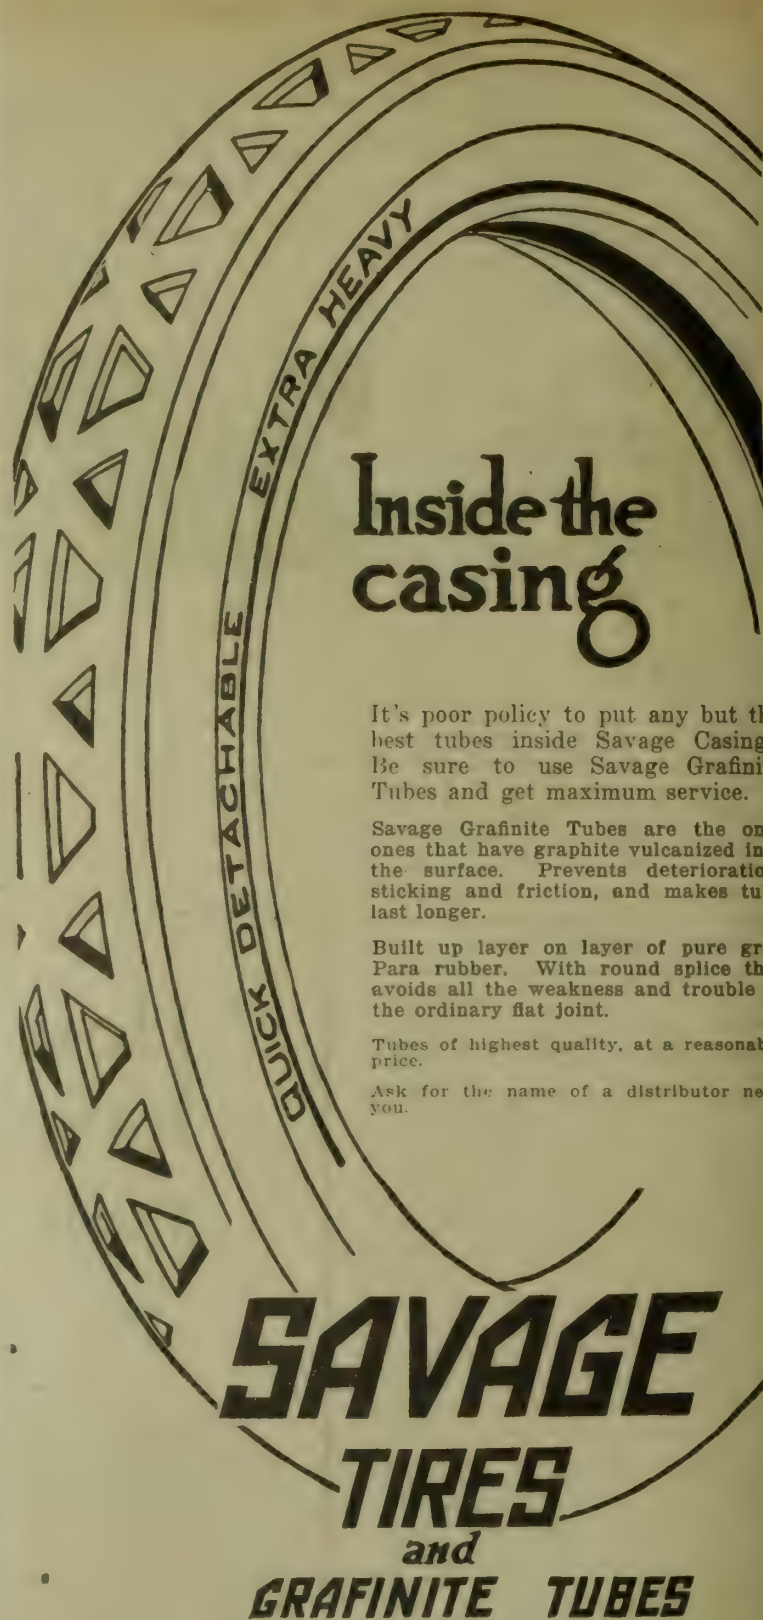 EXTRA HEAVY
QUICK DETACHABLE
Inside the
casing
It's poor policy to put any but th
best tubes inside Savage Casing
Be sure to use Savage Grafini
Tubes and get maximum service.
Savage Grafinite Tubes are the on
ones that have graphite vulcanized in
the surface. Prevents deterioratio
sticking and friction, and makes tu
last longer.
Built up layer on layer of pure gr
Para rubber. With round splice th
avoids all the weakness and trouble
the ordinary flat joint.
Tubes of highest quality, at a reasonab
price.
Ask for the name of a distributor ne
you.
SAVAGE
TIRES
and
GRAFINITE TUBES